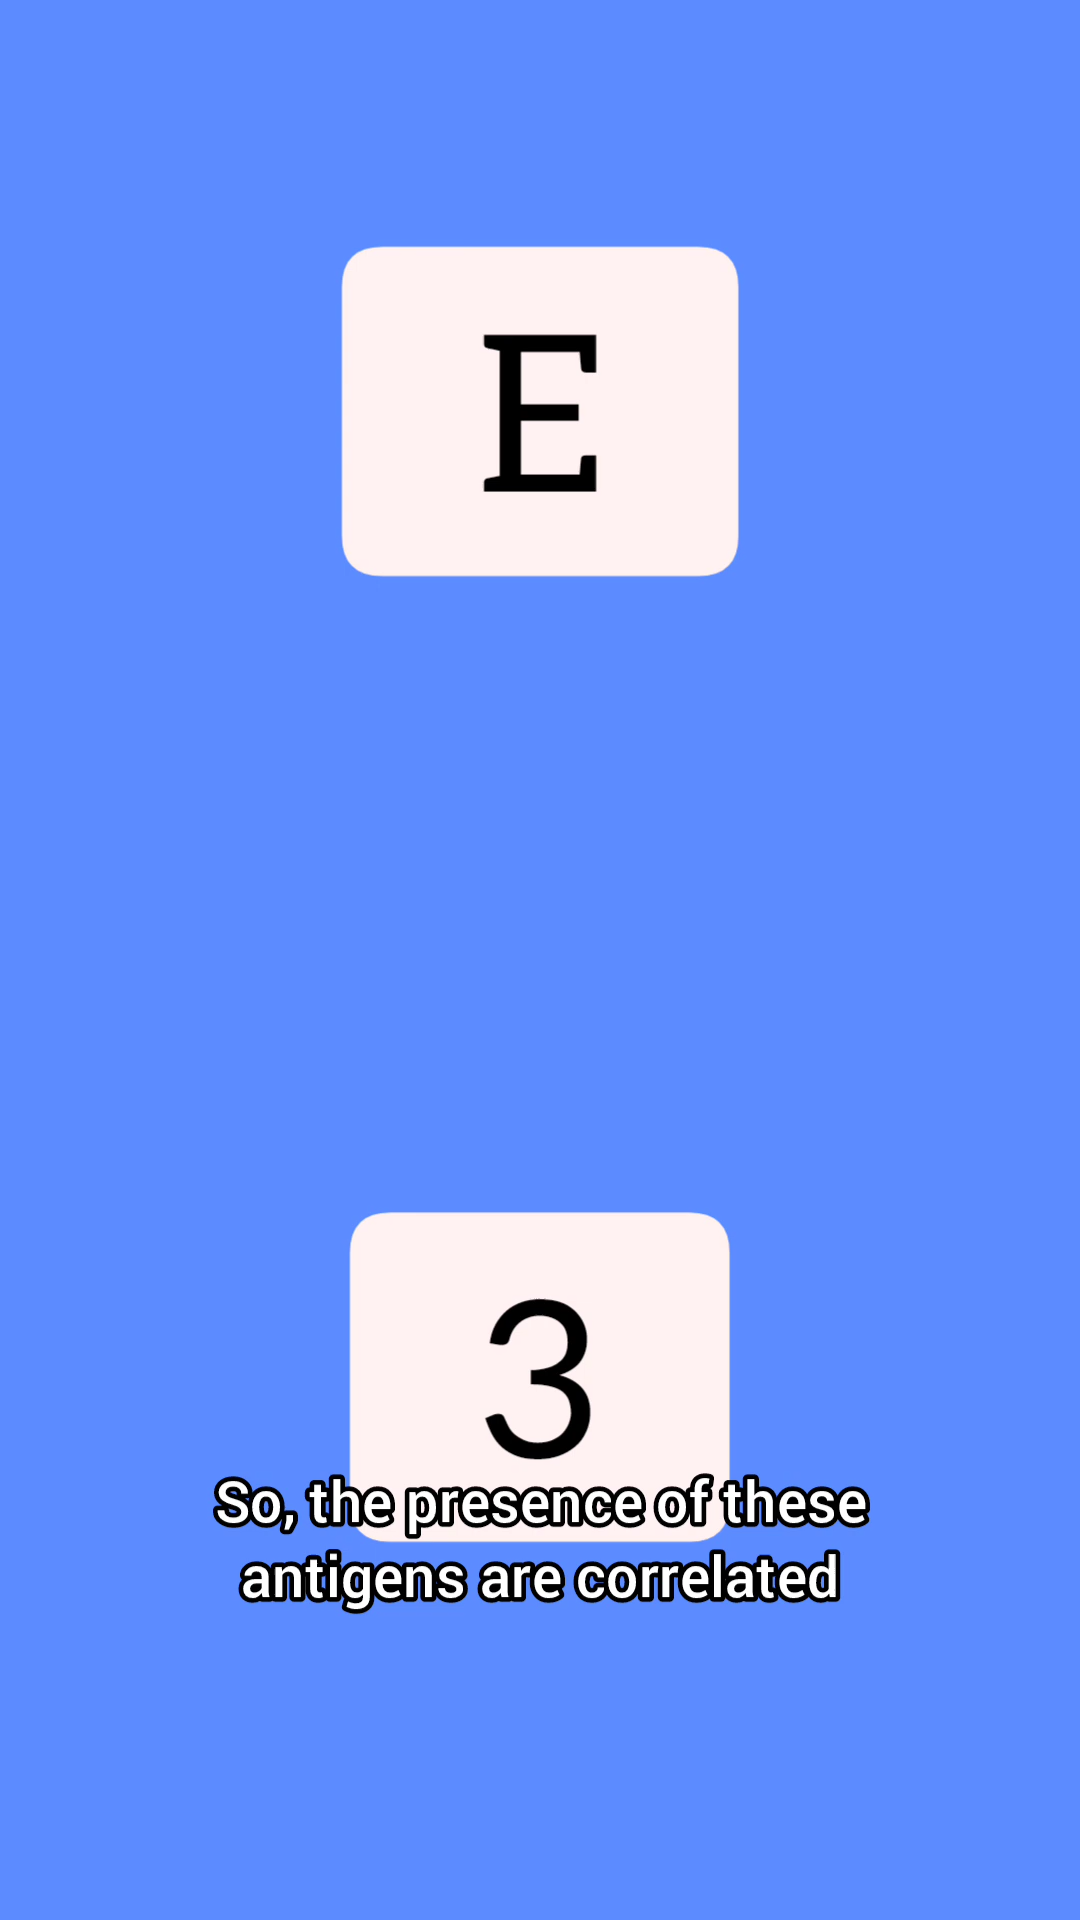 E
3
So, the presence of these
antigens are correlated